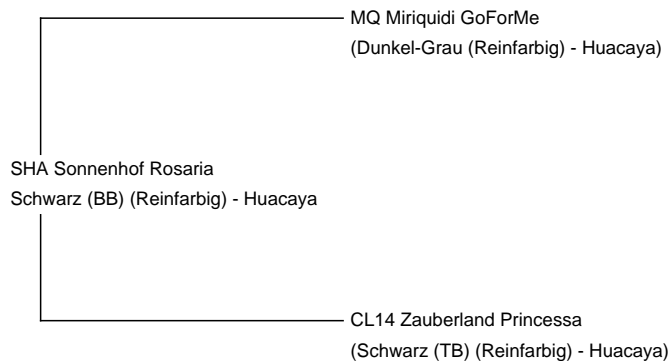 MQ Miriquidi GoForMe
(Dunkel-Grau (Reinfarbig) - Huacaya)
SHA Sonnenhof Rosaria
Schwarz (BB) (Reinfarbig) - Huacaya
CL14 Zauberland Princessa
(Schwarz (TB) (Reinfarbig) - Huacaya)